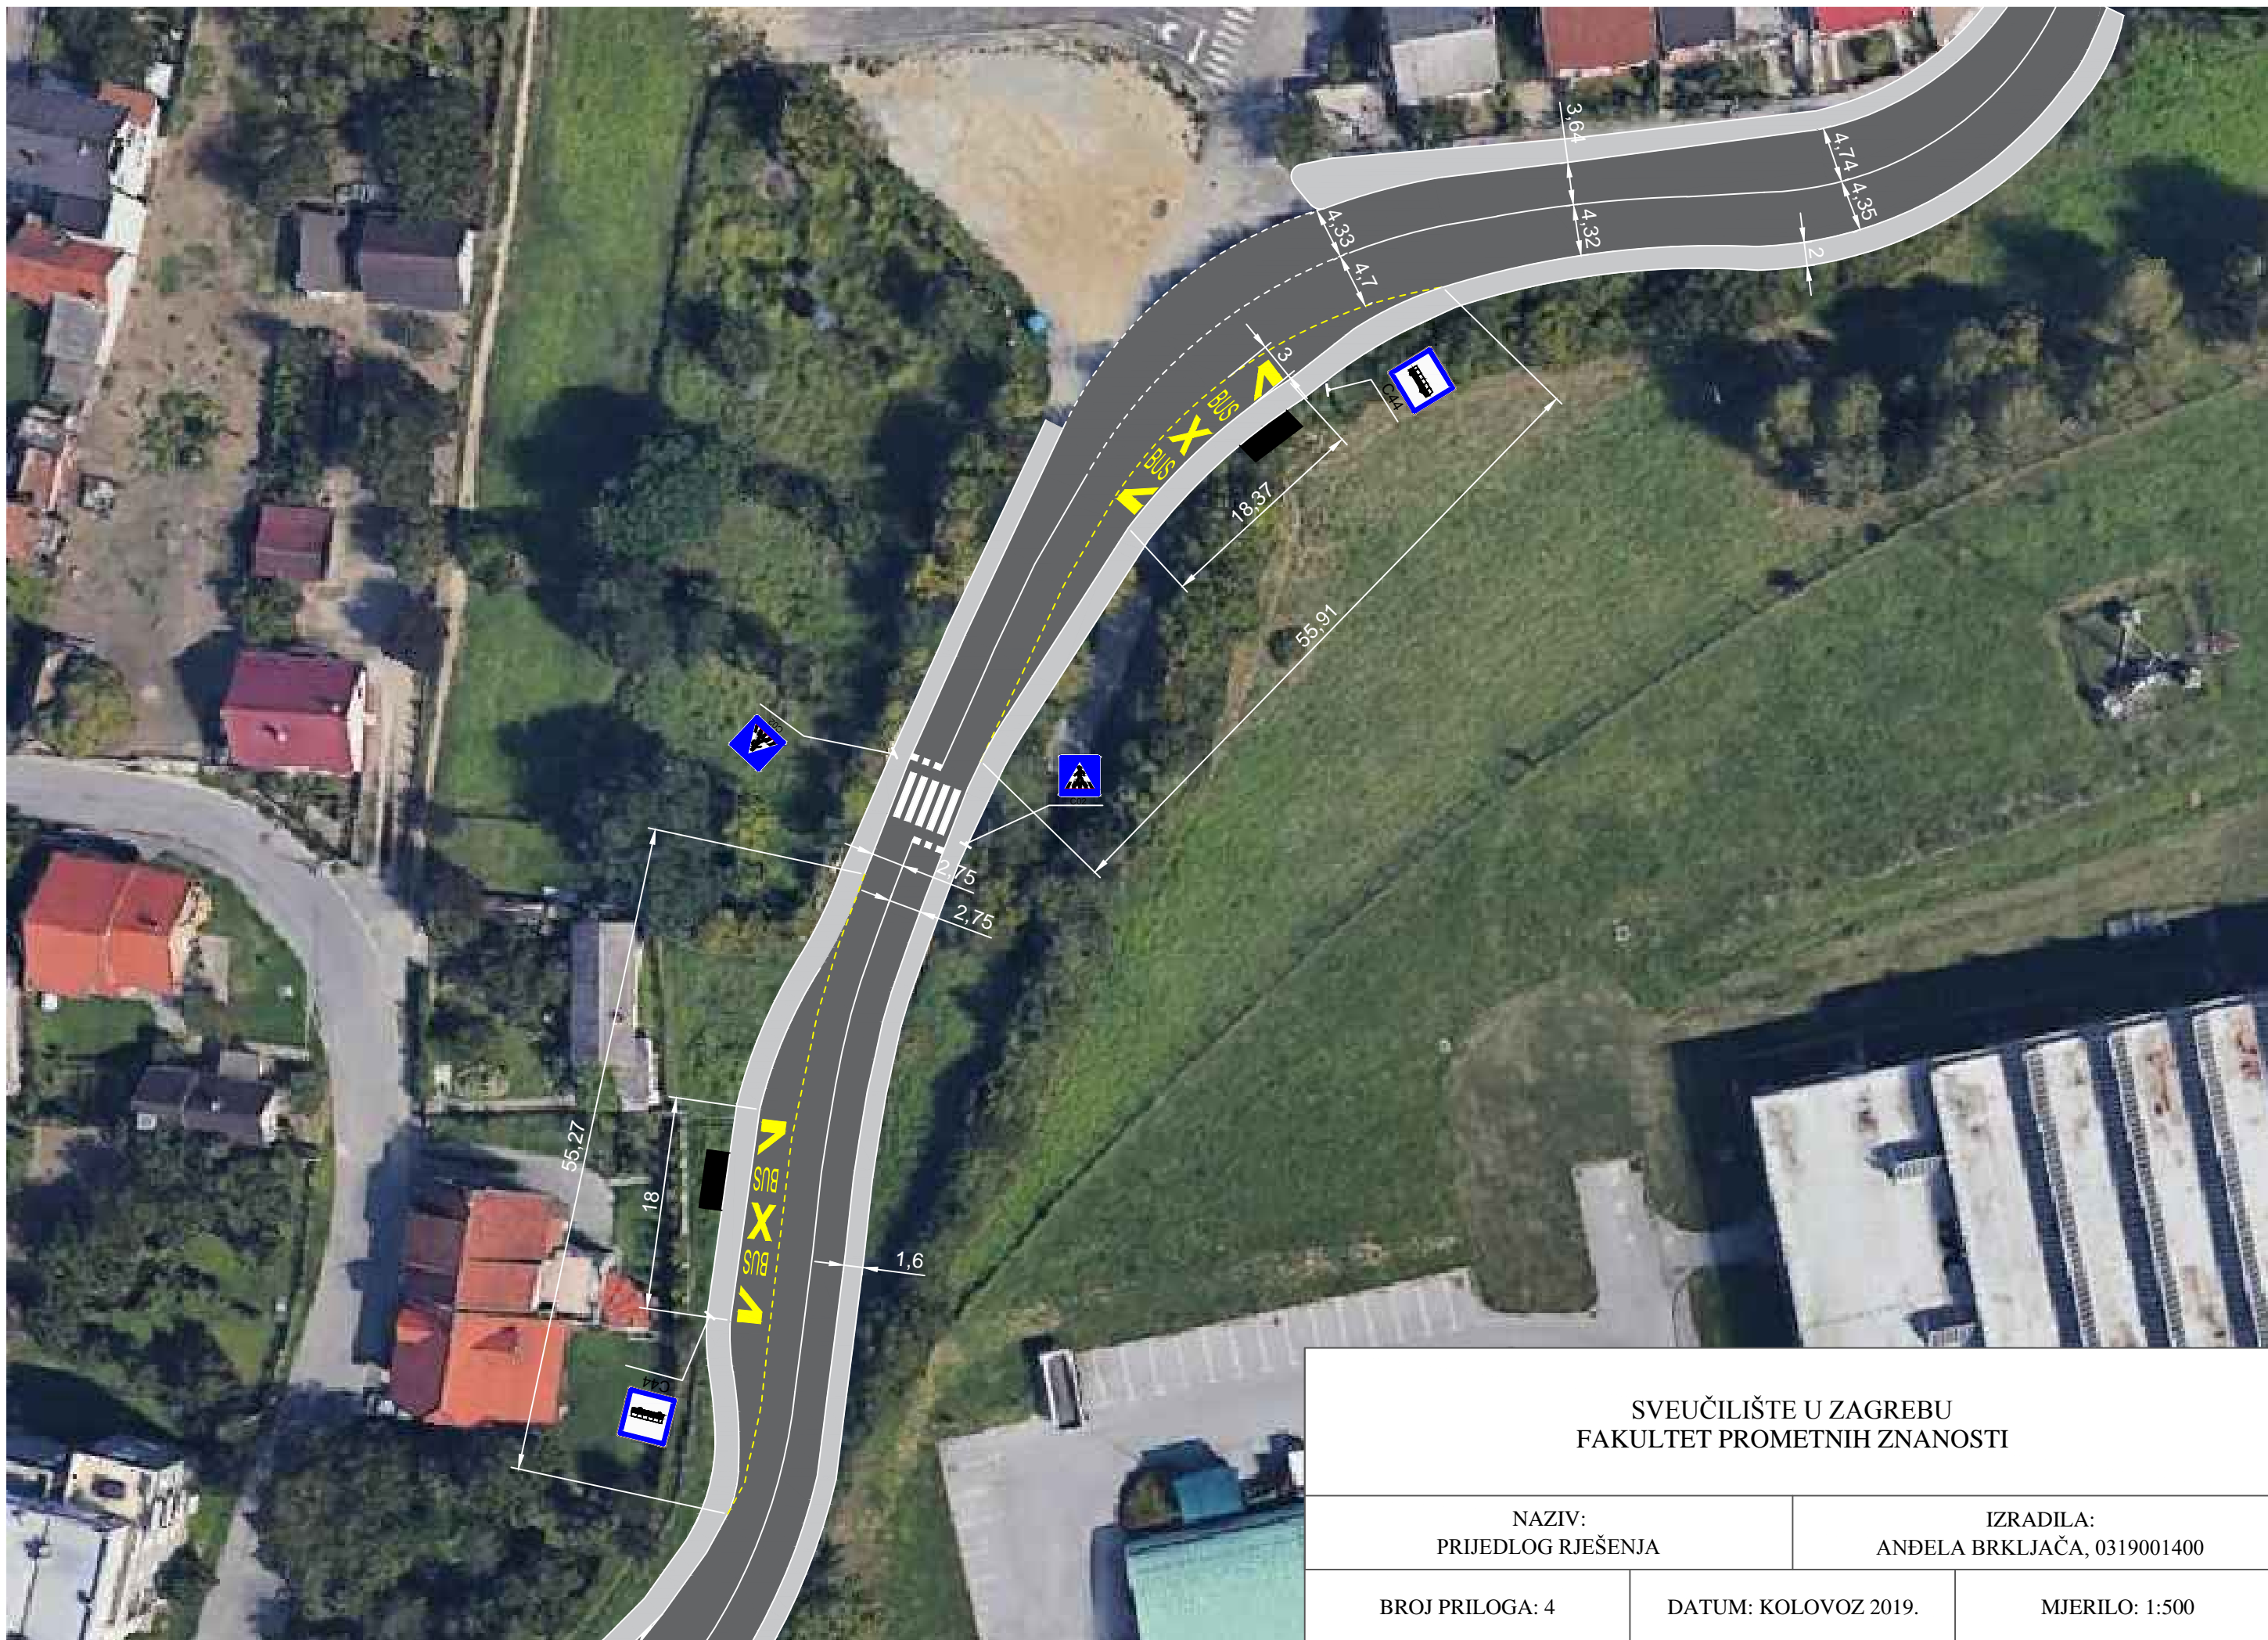 3,64
4,74
4,35
4,33
4,32
2
4,7
3
C44
BUS
X
BUS
18,37
55,91
C02
2,75
2,75
55,27
18
BUS
X
BUS
1,6
C44
SVEUČILIŠTE U ZAGREBU
FAKULTET PROMETNIH ZNANOSTI
NAZIV:
PRIJEDLOG RJEŠENJA
IZRADILA:
ANĐELA BRKLJAČA, 0319001400
BROJ PRILOGA: 4
DATUM: KOLOVOZ 2019.
MJERILO: 1:500